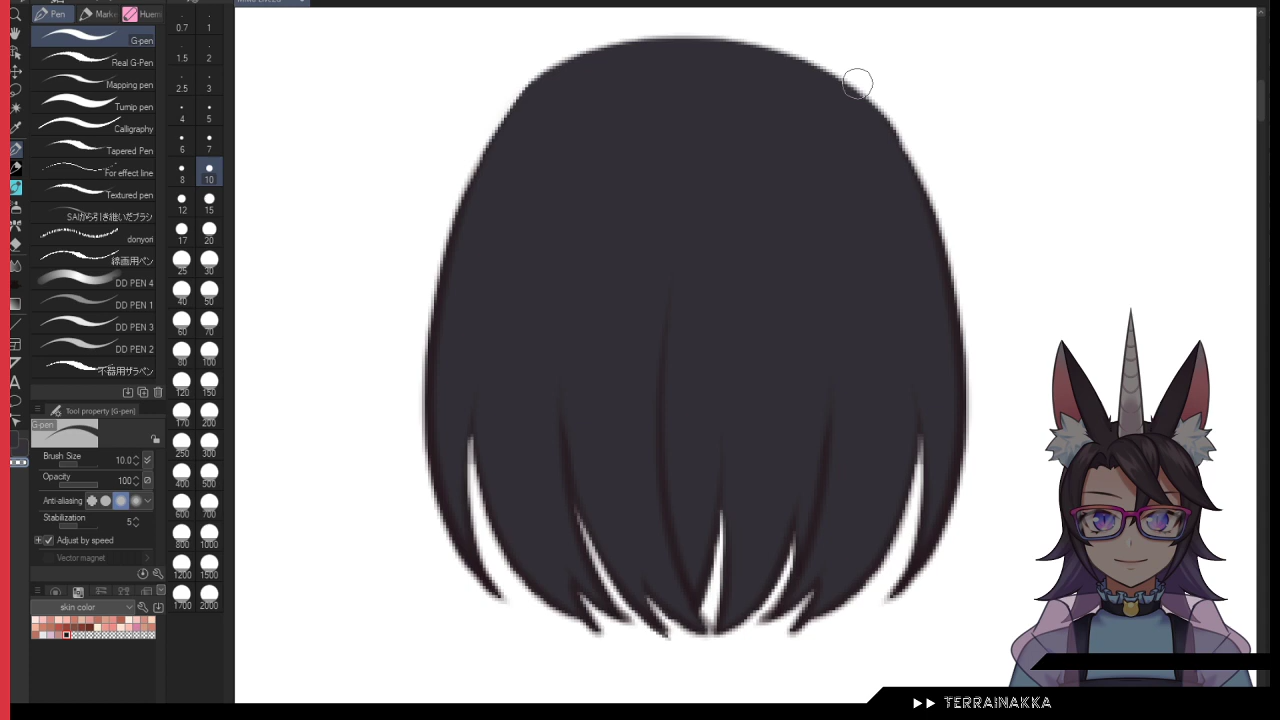 Pen
Marke
Huem
G-pen
Real G-Pen
Mapping pen
Turnip pen
Calligraphy
Tapered Pen
For effect line
Textured pen
SAIから引き継いだブラシ
donyori
線画用ペン
DD PEN 4
DD PEN 1
DD PEN 3
DD PEN 2
不器用ザラペン
0.7 1
1.5 2
2.5 3
4 5
6 7
8 10
12 15
17 20
25 30
40 50
60 70
80 100
120 150
170 200
250 300
400 500
600 700
800 1000
1200 1500
1700 2000
Tool property [G-pen]
G-pen
Brush Size 10.0
Opacity 100
Anti-aliasing
Stabilization 5
Adjust by speed
Vector magnet
skin color
TERRAINAKKA